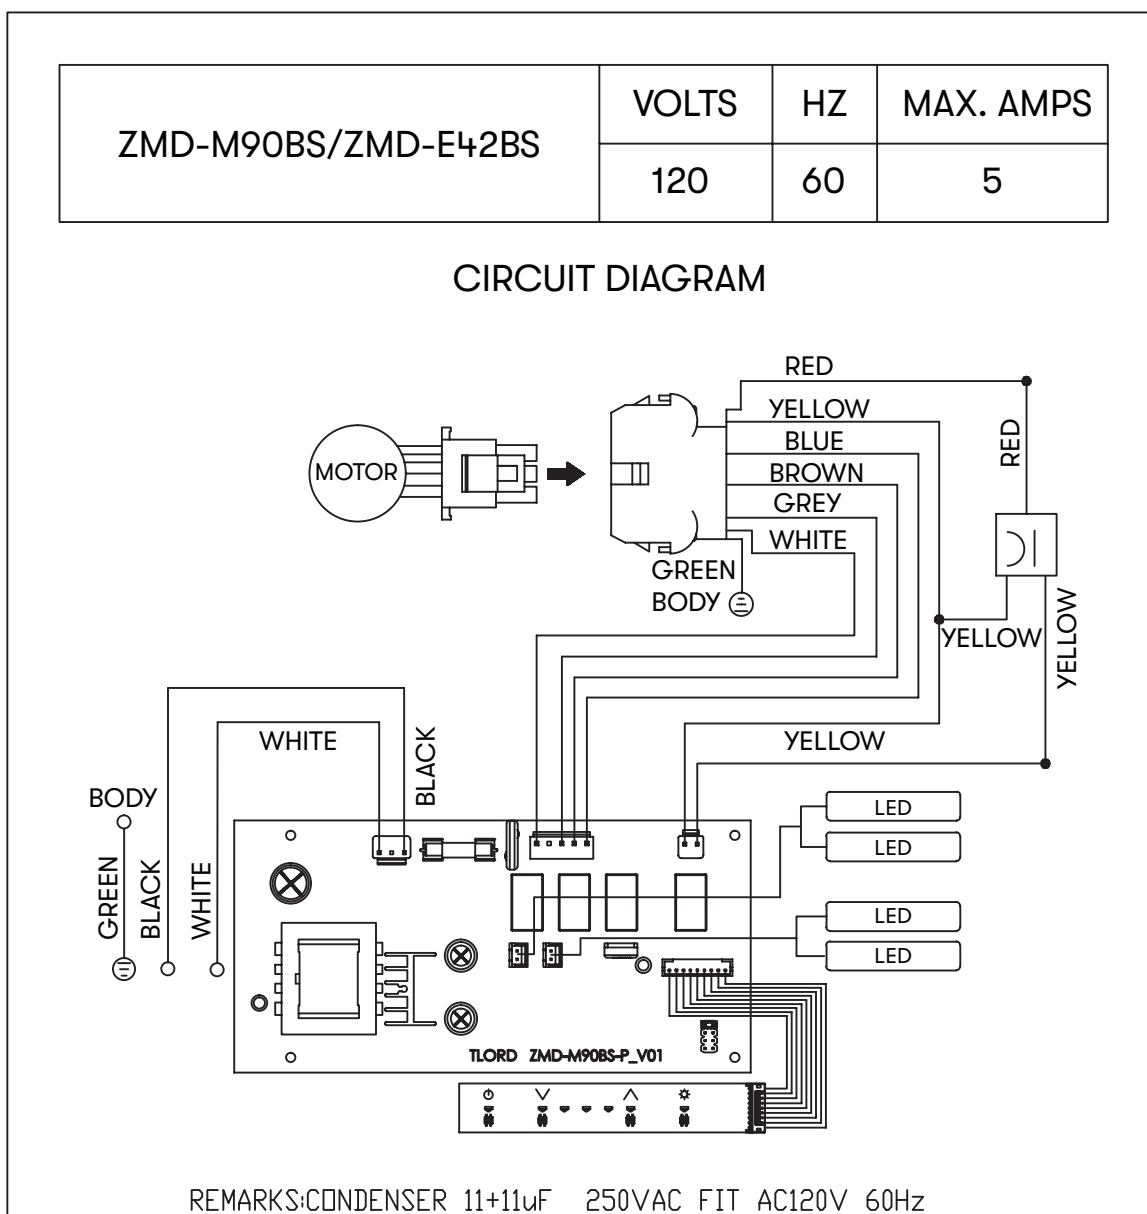 ZMD-M90BS/ZMD-E42BS
VOLTS HZ MAX. AMPS
120 60 5
CIRCUIT DIAGRAM
RED
YELLOW
BLUE
BROWN
GREY
WHITE
MOTOR
RED
GREEN
BODY
YELLOW
YELLOW
WHITE
BLACK
YELLOW
BODY
GREEN
BLACK
WHITE
LED
LED
LED
LED
TLORD ZMD-M90BS-P_V01
REMARKS:CONDENSER 11+11uF 250VAC FIT AC120V 60Hz